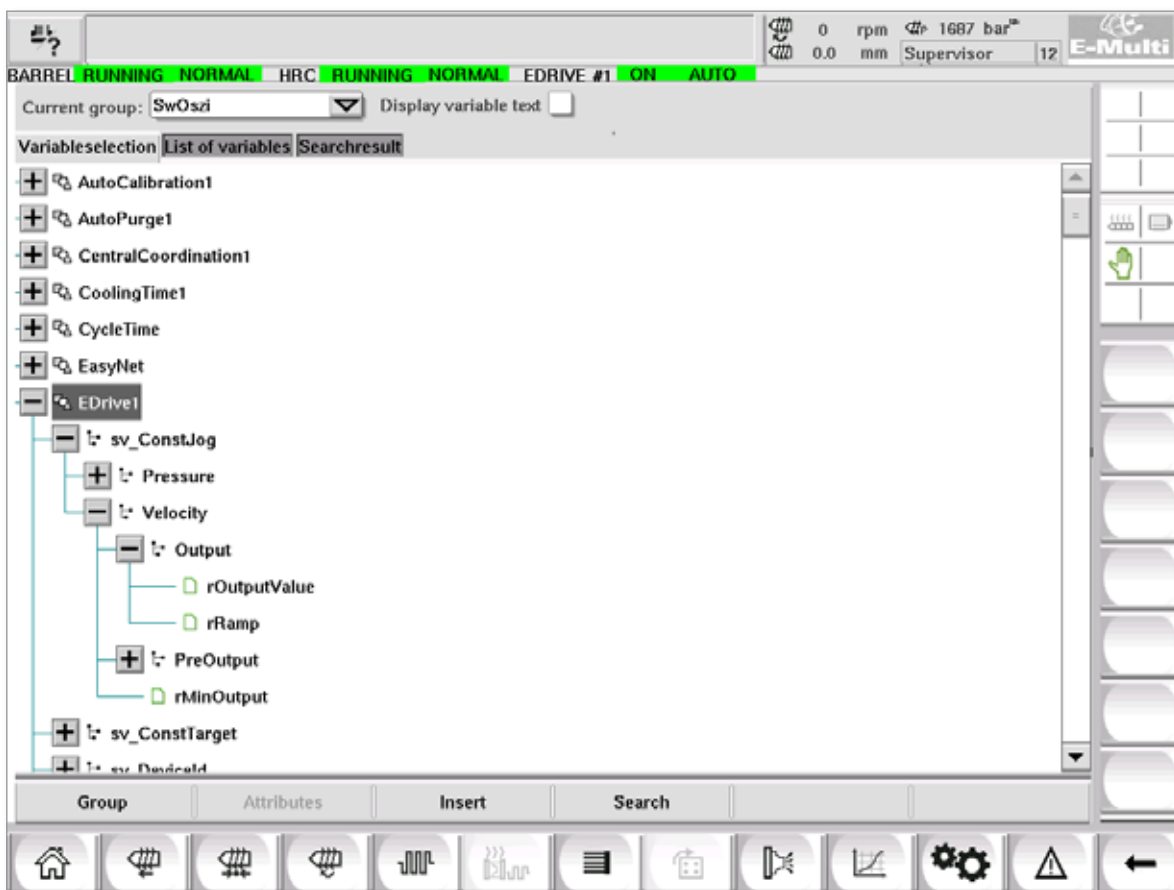 ?
0 rpm P 1687 bar
0.0 mm Supervisor 12 E-Multi
BARREL RUNNING NORMAL HRC RUNNING NORMAL EDRIVE #1 ON AUTO
Current group: SwOszi Display variable text
Variableselection List of variables Searchresult
AutoCalibration1
AutoPurge1
CentralCoordination1
CoolingTime1
CycleTime
EasyNet
EDrive1
sv_ConstJog
Pressure
Velocity
Output
rOutputValue
rRamp
PreOutput
rMinOutput
sv_ConstTarget
sv_DeviceId
Group Attributes Insert Search